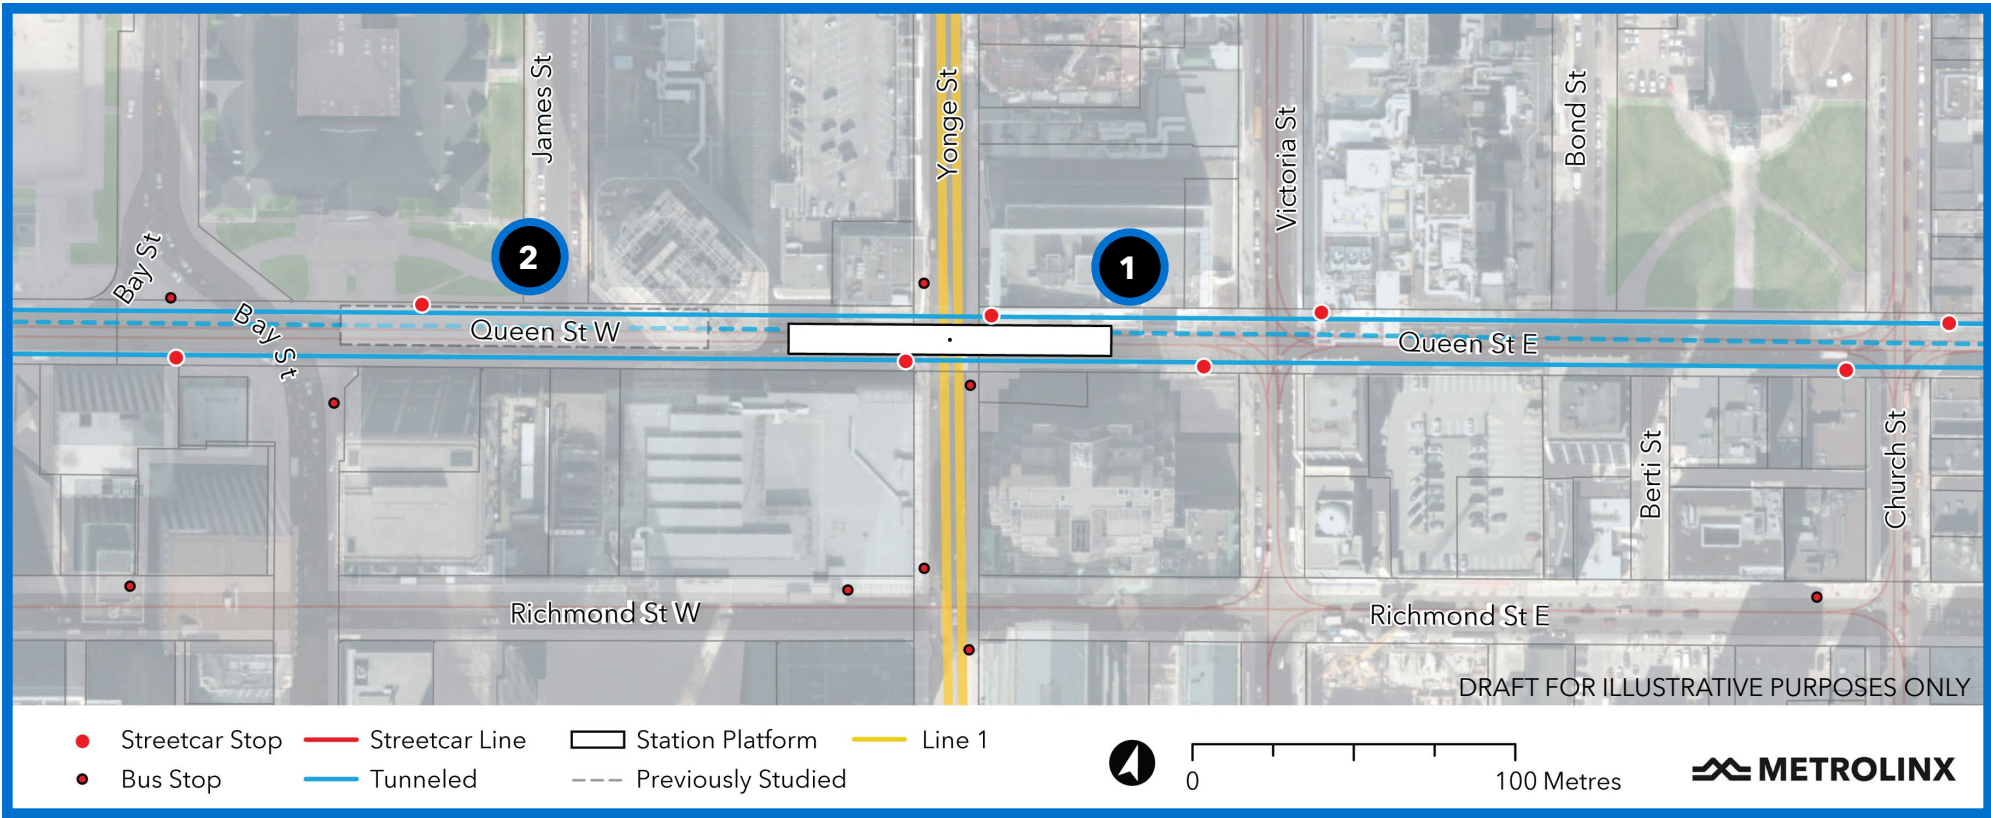 James St
Yonge St
Victoria St
Bond St
Bay St
2
1
Bay St
Queen St W
Queen St E
Berti St
Church St
Richmond St W
Richmond St E
DRAFT FOR ILLUSTRATIVE PURPOSES ONLY
Streetcar Stop
Streetcar Line
Station Platform
Line 1
Bus Stop
Tunneled
Previously Studied
0
100 Metres
METROLINX